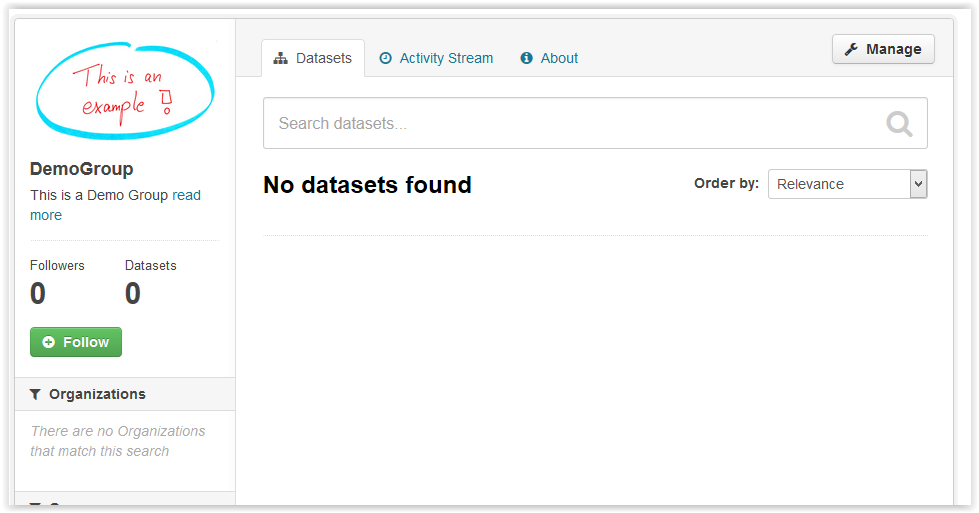 This is an
example !
DemoGroup
This is a Demo Group read
more
Followers
Datasets
0
0
Follow
Organizations
There are no Organizations
that match this search
Datasets
Activity Stream
About
Manage
Search datasets...
No datasets found
Order by:
Relevance